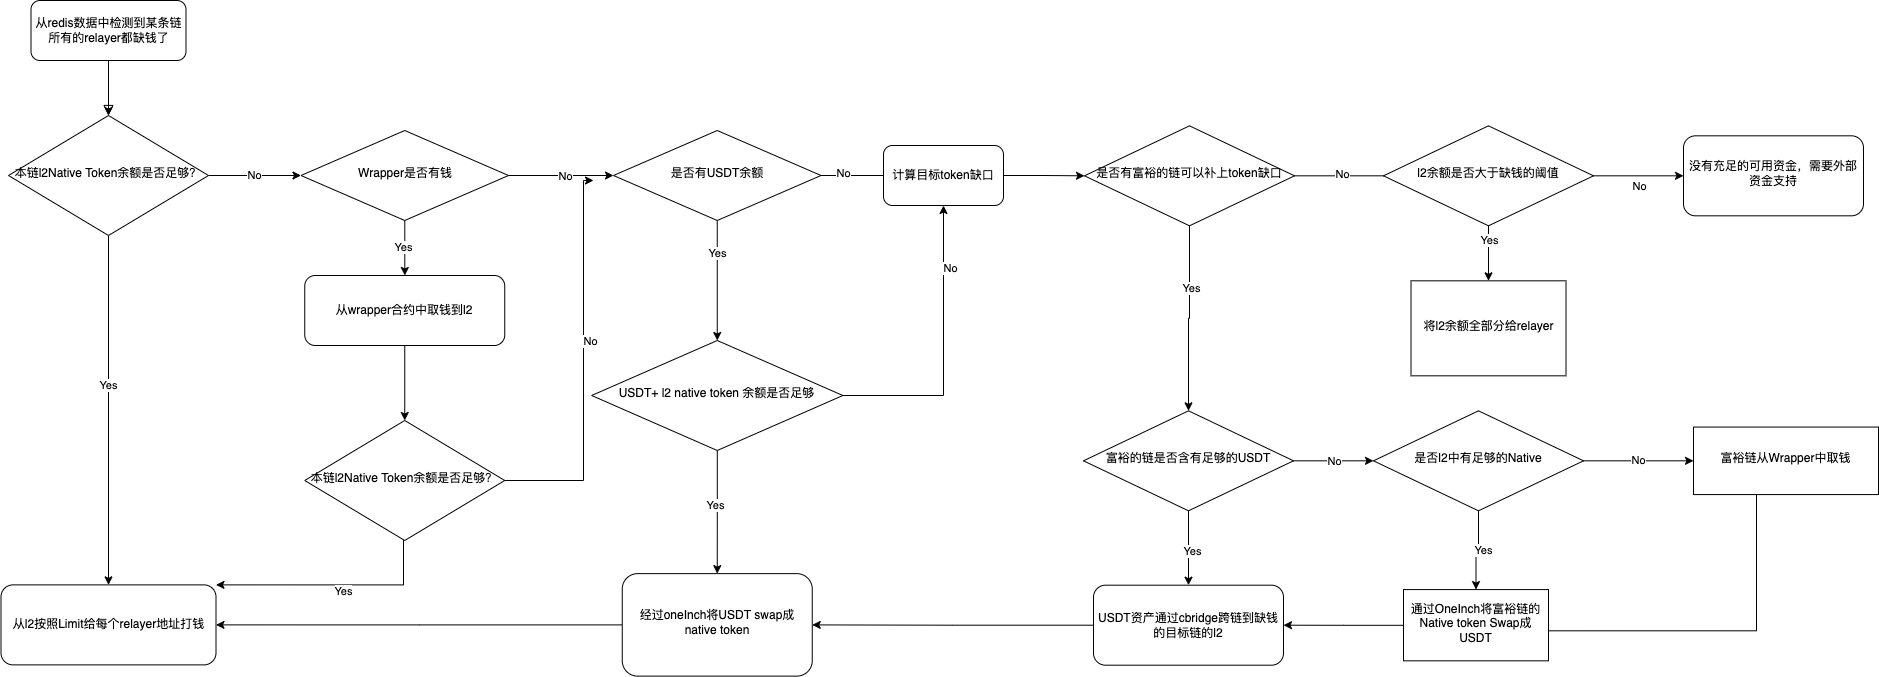 从redis数据中检测到某条链
所有的relayer都缺钱了
本链l2Native Token余额是否足够?
No
Wrapper是否有钱
No
是否有USDT余额
No
计算目标token缺口
是否有富裕的链可以补上token缺口
No
l2余额是否大于缺钱的阈值
No
没有充足的可用资金，需要外部
资金支持
Yes
Yes
Yes
No
Yes
从wrapper合约中取钱到l2
将l2余额全部分给relayer
No
Yes
USDT+ l2 native token 余额是否足够
富裕的链是否含有足够的USDT
No
是否l2中有足够的Native
No
富裕链从Wrapper中取钱
本链l2Native Token余额是否足够?
Yes
Yes
Yes
Yes
从l2按照Limit给每个relayer地址打钱
经过oneInch将USDT swap成
native token
USDT资产通过cbridge跨链到缺钱
的目标链的l2
通过OneInch将富裕链的
Native token Swap成
USDT